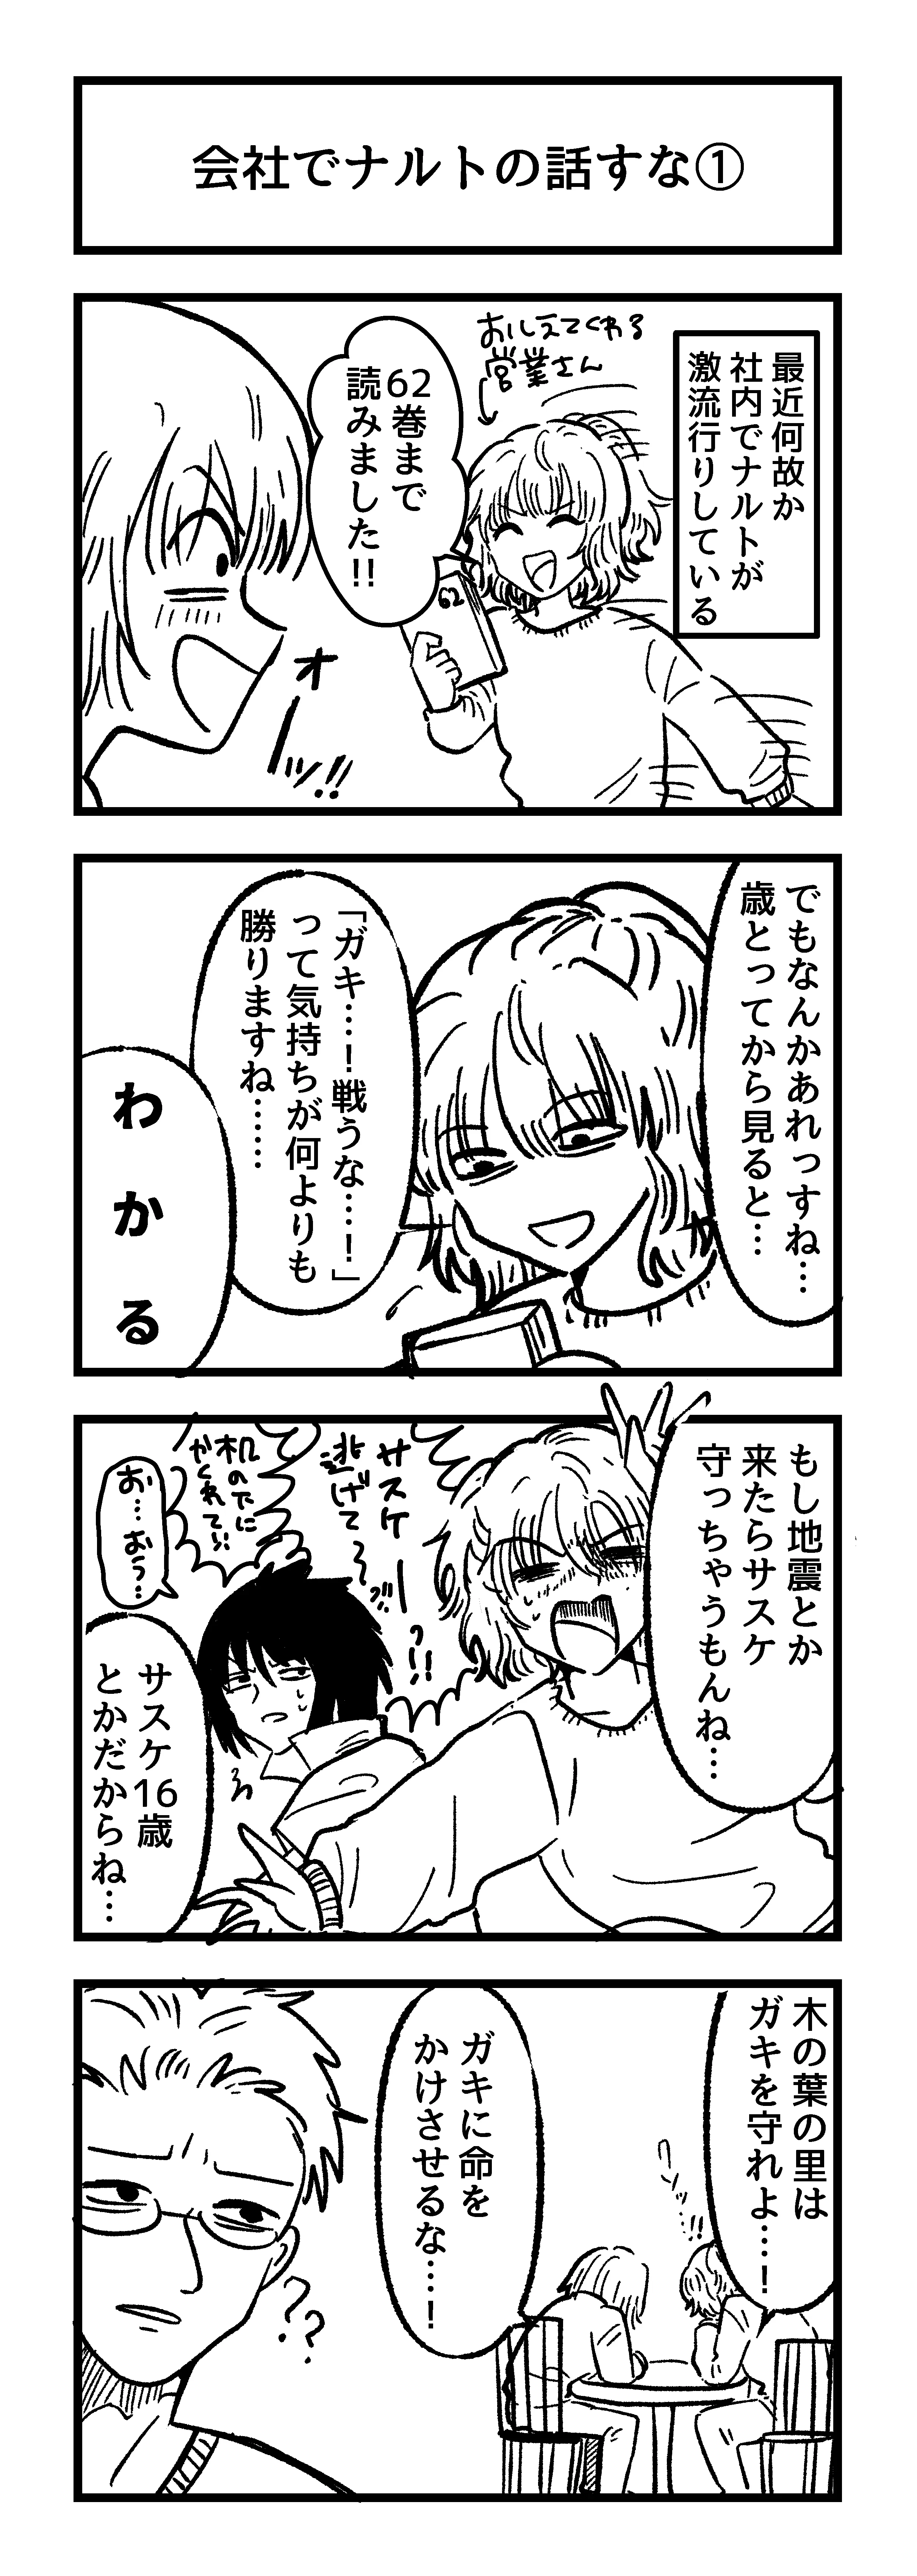 会社でナルトの話すな①
最近何故か
社内でナルトが
激流行りしている
おしえてくれる
営業さん
62巻まで
読みました!!
62
オーッ!!
でもなんかあれっすね…
歳とってから見ると…
「ガキ…!戦うな…!」
って気持ちが何よりも
勝りますね……
わかる
もし地震とか
来たらサスケ
守っちゃうもんね…
サスケー!!
逃げて〜!!
机の下に
かくれて!!
お…おう…
サスケ16歳
とかだからね…
木の葉の里は
ガキを守れよ…!
ガキに命を
かけさせるな…!
??